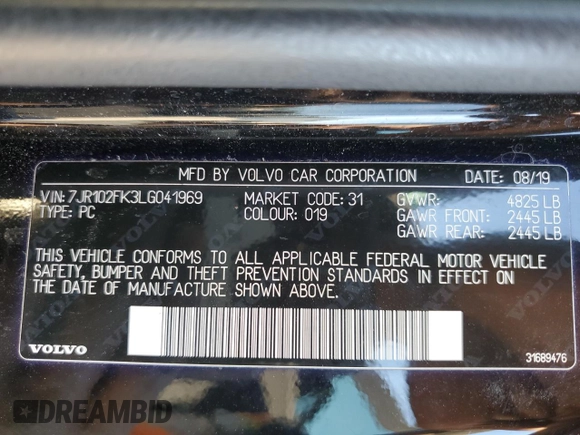 MFD BY VOLVO CAR CORPORATION DATE: 08/19
VIN: 7JR102FK3LG041969 MARKET CODE: 31 GVWR: 4825 LB
TYPE: PC COLOUR: 019 GAWR FRONT: 2445 LB
GAWR REAR: 2445 LB
THIS VEHICLE CONFORMS TO ALL APPLICABLE FEDERAL MOTOR VEHICLE
SAFETY, BUMPER AND THEFT PREVENTION STANDARDS IN EFFECT ON
THE DATE OF MANUFACTURE SHOWN ABOVE.
VOLVO 31689476
DREAMBID